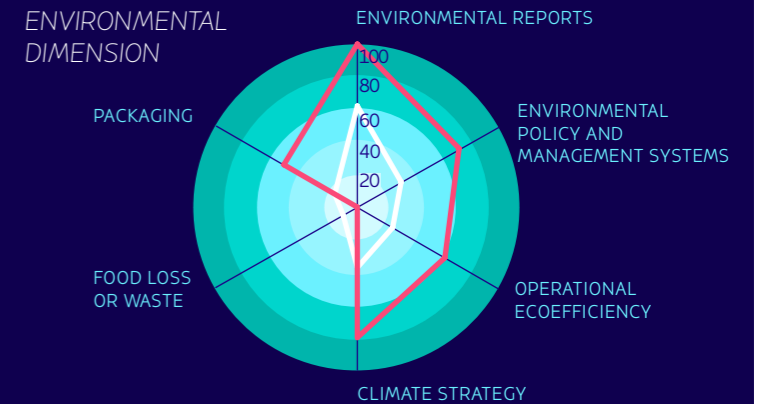 ENVIRONMENTAL
DIMENSION
ENVIRONMENTAL REPORTS
100
80
60
40
20
PACKAGING
ENVIRONMENTAL
POLICY AND
MANAGEMENT SYSTEMS
FOOD LOSS
OR WASTE
OPERATIONAL
ECOEFFICIENCY
CLIMATE STRATEGY